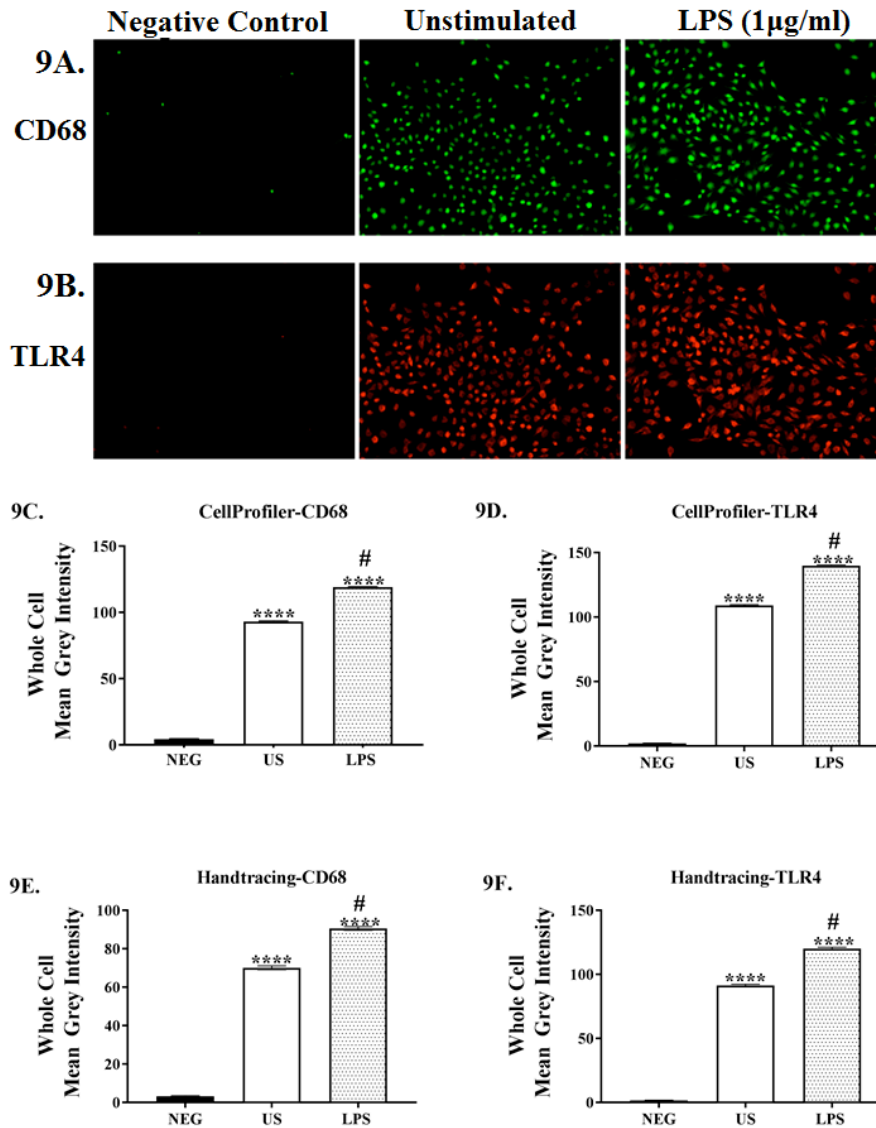 Negative Control Unstimulated LPS (1μg/ml)
9A.
CD68
9B.
TLR4
9C. CellProfiler-CD68
Whole Cell
Mean Grey Intensity
150
100
50
0
****
#
****
NEG US LPS
9D. CellProfiler-TLR4
Whole Cell
Mean Grey Intensity
150
100
50
0
****
#
****
NEG US LPS
9E. Handtracing-CD68
Whole Cell
Mean Grey Intensity
100
80
60
40
20
0
****
#
****
NEG US LPS
9F. Handtracing-TLR4
Whole Cell
Mean Grey Intensity
150
100
50
0
****
#
****
NEG US LPS